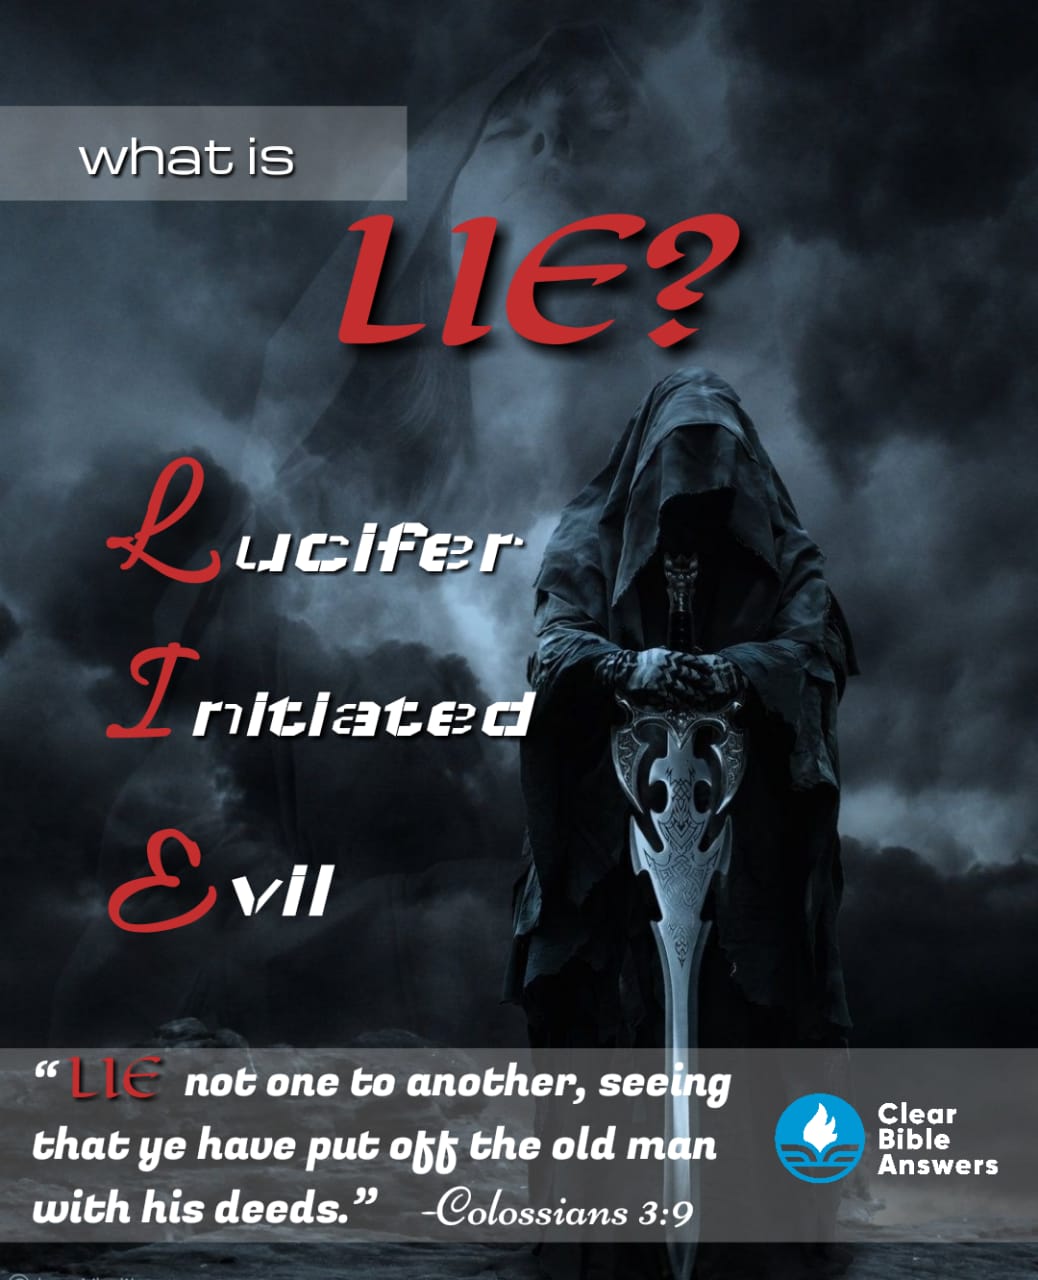 what is
LIE?
Lucifer
Initiated
Evil
“LIE not one to another, seeing
that ye have put off the old man
with his deeds.” -Colossians 3:9
Clear
Bible
Answers